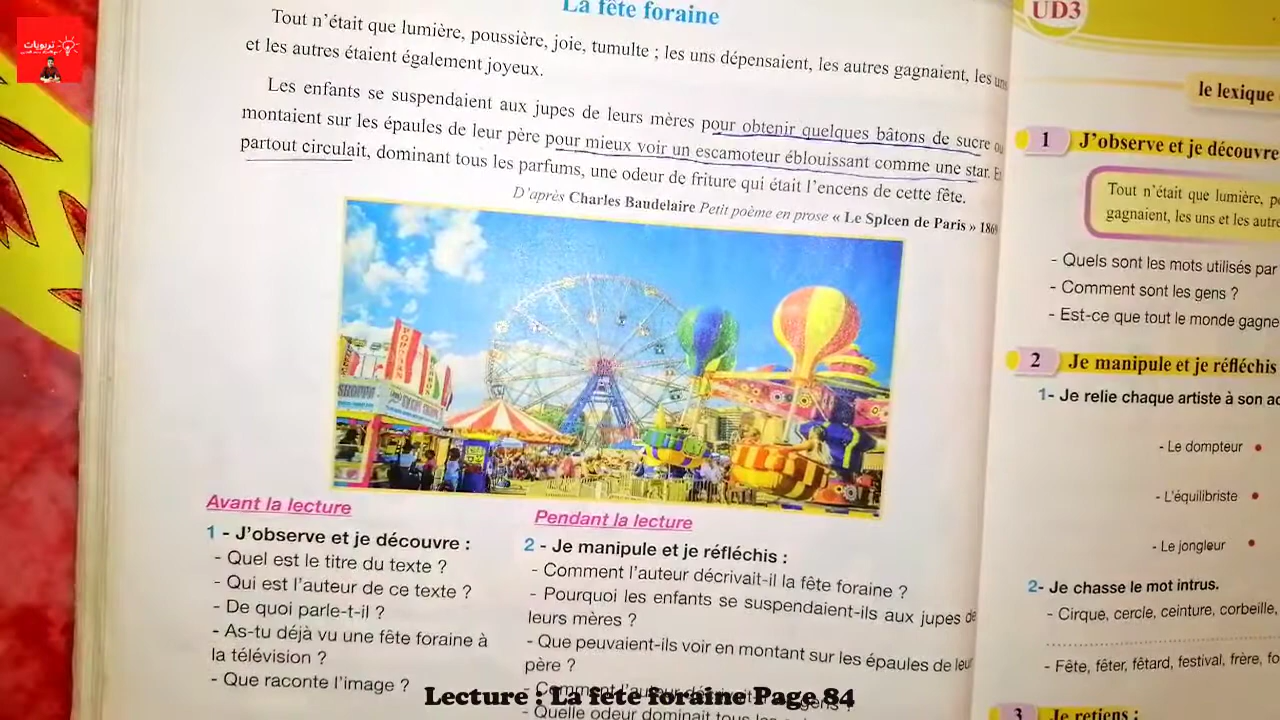 تربويات
La fête foraine
Tout n'était que lumière, poussière, joie, tumulte ; les uns dépensaient, les autres gagnaient, les uns
et les autres étaient également joyeux.
Les enfants se suspendaient aux jupes de leurs mères pour obtenir quelques bâtons de sucre ou
montaient sur les épaules de leur père pour mieux voir un escamoteur éblouissant comme une star. Et
partout circulait, dominant tous les parfums, une odeur de friture qui était l'encens de cette fête.
D'après Charles Baudelaire Petit poème en prose « Le Splcen de Paris » 1869
Avant la lecture
1 - J'observe et je découvre :
- Quel est le titre du texte ?
- Qui est l'auteur de ce texte ?
- De quoi parle-t-il ?
- As-tu déjà vu une fête foraine à
la télévision ?
- Que raconte l'image ?
Pendant la lecture
2 - Je manipule et je réfléchis :
- Comment l'auteur décrivait-il la fête foraine ?
- Pourquoi les enfants se suspendaient-ils aux jupes de
leurs mères ?
- Que peuvaient-ils voir en montant sur les épaules de leur
père ?
- Comment l'auteur décrivait-il
- Quelle odeur dominait tous les
UD3
le lexique
1 J'observe et je découvre
Tout n'était que lumière,
gagnaient, les uns et les autre
- Quels sont les mots utilisés par
- Comment sont les gens ?
- Est-ce que tout le monde gagne
2 Je manipule et je réfléchis
1- Je relie chaque artiste à son
- Le dompteur
- L'équilibriste
- Le jongleur
2- Je chasse le mot intrus.
- Cirque, cercle, ceinture, corbeille,
- Fête, fêter, fêtard, festival, frère,
3 Je retiens :
Lecture : La fete foraine Page 84